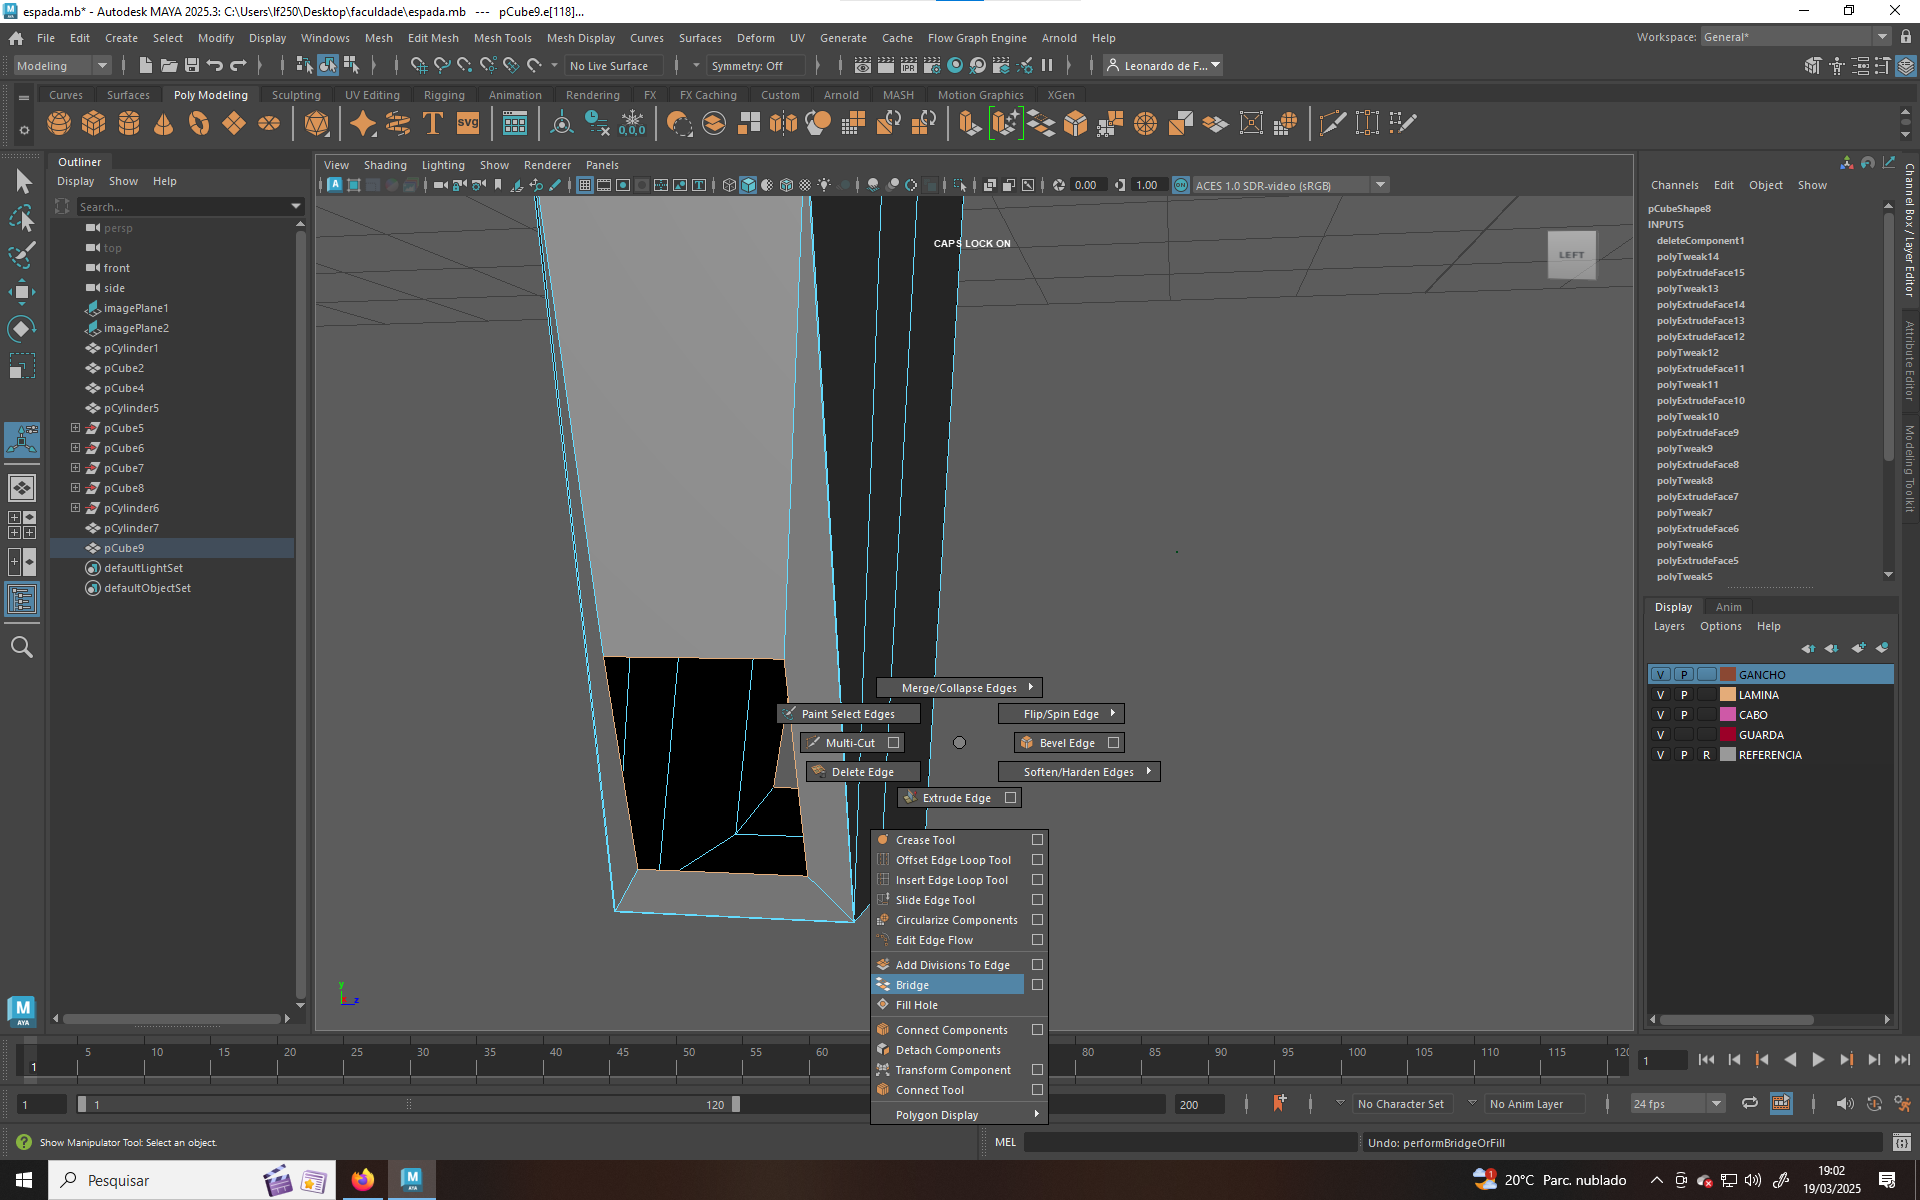 espada.mb* - Autodesk MAYA 2025.3: C:\Users\lf250\Desktop\faculdade\espada.mb   ---   pCube9.e[118]...
File Edit Create Select Modify Display Windows Mesh Edit Mesh Mesh Tools Mesh Display Curves Surfaces Deform UV Generate Cache Flow Graph Engine Arnold Help
Workspace: General*
Modeling
No Live Surface
Symmetry: Off
Leonardo de F...
Curves Surfaces Poly Modeling Sculpting UV Editing Rigging Animation Rendering FX FX Caching Custom Arnold MASH Motion Graphics XGen
SVG
0,0,0
IPR
Outliner
Display Show Help
Search...
persp
top
front
side
imagePlane1
imagePlane2
pCylinder1
pCube2
pCube4
pCylinder5
pCube5
pCube6
pCube7
pCube8
pCylinder6
pCylinder7
pCube9
defaultLightSet
defaultObjectSet
View Shading Lighting Show Renderer Panels
0.00
1.00
ACES 1.0 SDR-video (sRGB)
CAPS LOCK ON
LEFT
Merge/Collapse Edges
Paint Select Edges
Flip/Spin Edge
Multi-Cut
Bevel Edge
Delete Edge
Soften/Harden Edges
Extrude Edge
Crease Tool
Offset Edge Loop Tool
Insert Edge Loop Tool
Slide Edge Tool
Circularize Components
Edit Edge Flow
Add Divisions To Edge
Bridge
Fill Hole
Connect Components
Detach Components
Transform Component
Connect Tool
Polygon Display
y
z
Channels Edit Object Show
pCubeShape8
INPUTS
deleteComponent1
polyTweak14
polyExtrudeFace15
polyTweak13
polyExtrudeFace14
polyExtrudeFace13
polyExtrudeFace12
polyTweak12
polyExtrudeFace11
polyTweak11
polyExtrudeFace10
polyTweak10
polyExtrudeFace9
polyTweak9
polyExtrudeFace8
polyTweak8
polyExtrudeFace7
polyTweak7
polyExtrudeFace6
polyTweak6
polyExtrudeFace5
polyTweak5
Channel Box / Layer Editor
Attribute Editor
Modeling Toolkit
Display Anim
Layers Options Help
V P GANCHO
V P LAMINA
V P CABO
V GUARDA
V P R REFERENCIA
5 10 15 20 25 30 35 40 45 50 55 60 80 85 90 95 100 105 110 115 120
1
1
1
1
120
200
No Character Set
No Anim Layer
24 fps
Show Manipulator Tool: Select an object.
MEL
Undo: performBridgeOrFill
MAYA
Pesquisar
1
20°C Parc. nublado
19:02
19/03/2025